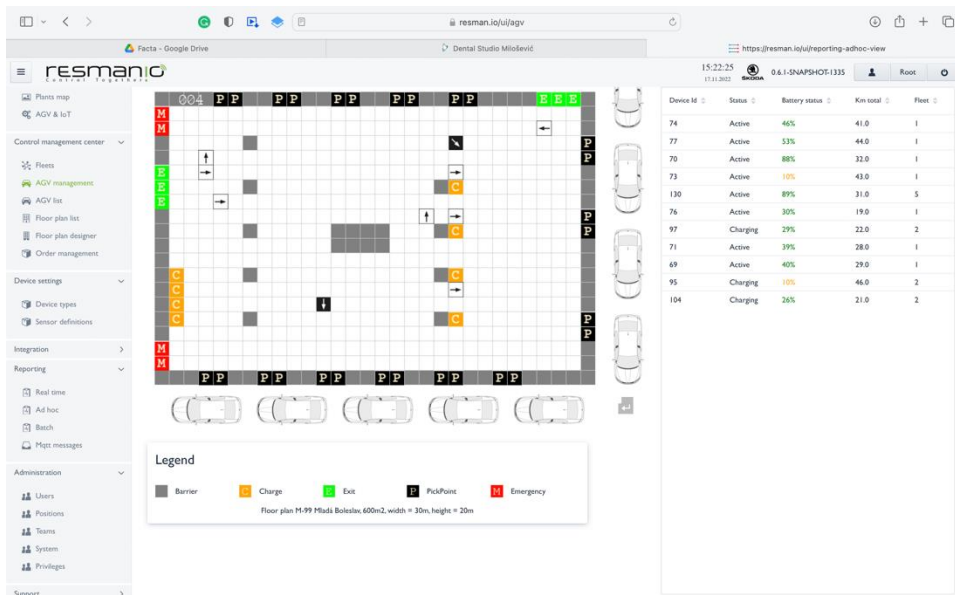 resman.io/ui/agv
Facta - Google Drive
Dental Studio Milošević
https://resman.io/ui/reporting-adhoc-view
resmanio
Control Together
15:22:25
17.11.2022
SKODA
0.6.1-SNAPSHOT-1335
Root
Plants map
AGV & IoT
Control management center
Fleets
AGV management
AGV list
Floor plan list
Floor plan designer
Order management
Device settings
Device types
Sensor definitions
Integration
Reporting
Real time
Ad hoc
Batch
Mqtt messages
Administration
Users
Positions
Teams
System
Privileges
Support
004 P P P P P P P P P P E E E
M
M
P
P
E
E C
E
P
C P
C C
C
C
C C P
P
M
M
P P P P P P P P P P P P
Legend
Barrier
C Charge
E Exit
P PickPoint
M Emergency
Floor plan M-99 Mladá Boleslav, 600m2, width = 30m, height = 20m
Device Id Status Battery status Km total Fleet
74 Active 46% 41.0 1
77 Active 53% 44.0 1
70 Active 88% 32.0 1
73 Active 10% 43.0 1
130 Active 89% 31.0 5
76 Active 30% 19.0 1
97 Charging 29% 22.0 2
71 Active 39% 28.0 1
69 Active 40% 29.0 1
95 Charging 10% 46.0 2
104 Charging 26% 21.0 2